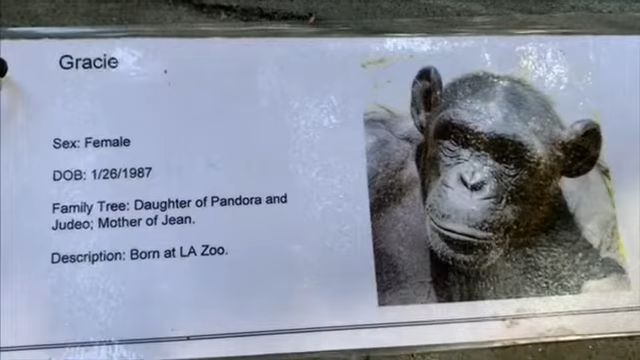 Gracie
Sex: Female
DOB: 1/26/1987
Family Tree: Daughter of Pandora and
Judeo; Mother of Jean.
Description: Born at LA Zoo.